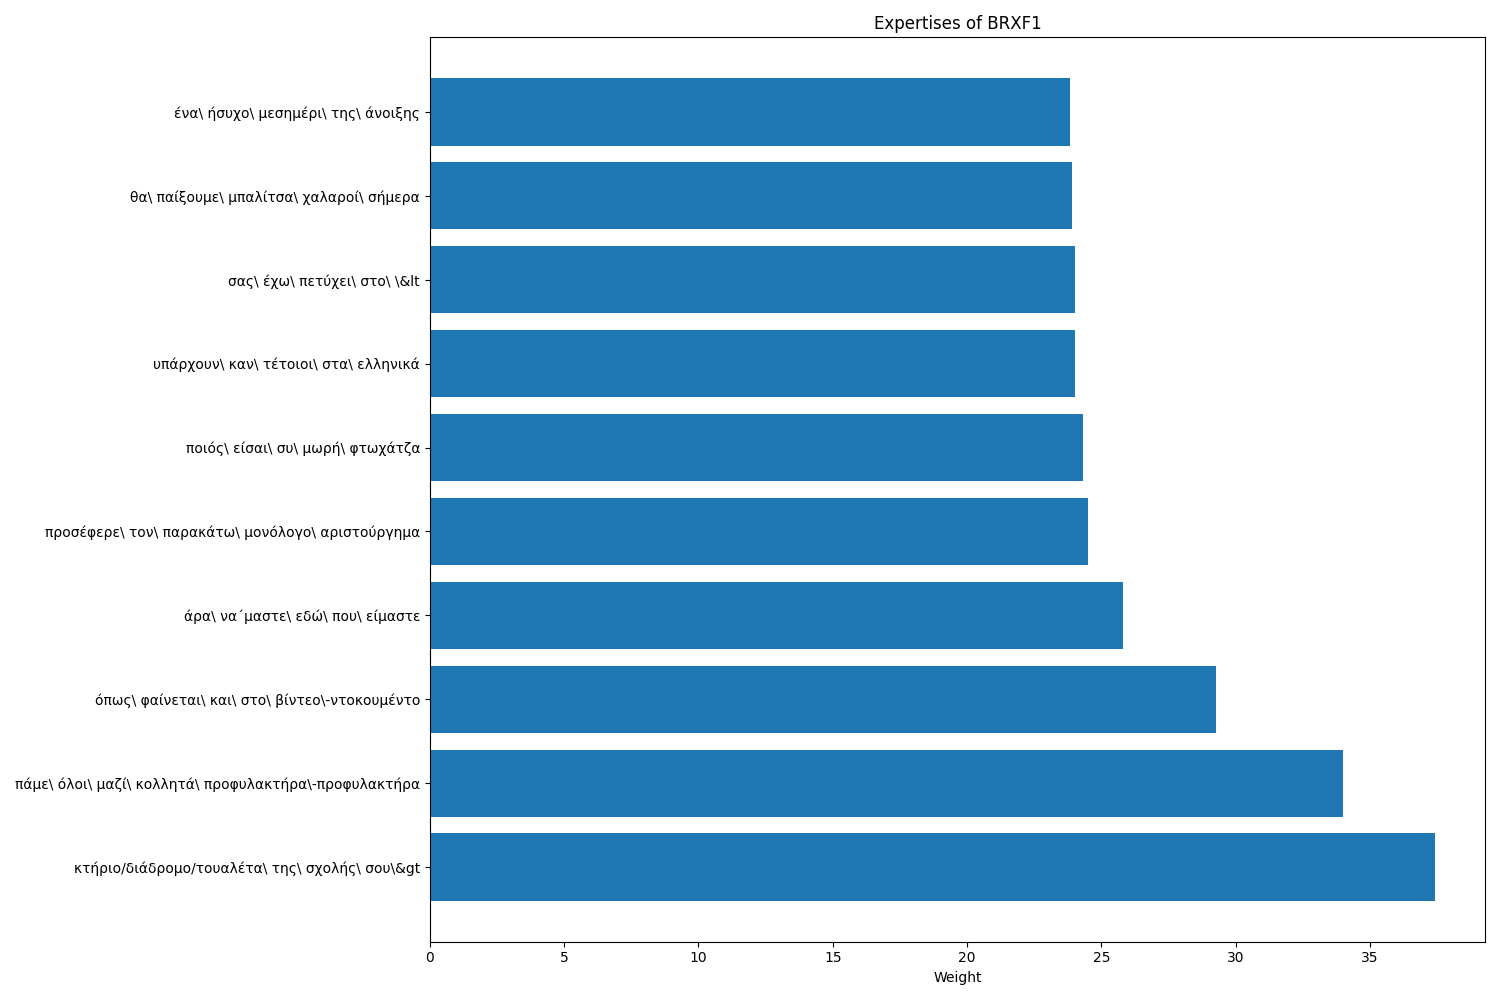 Expertises of BRXF1
ένα\ ήσυχο\ μεσημέρι\ της\ άνοιξης
θα\ παίξουμε\ μπαλίτσα\ χαλαροί\ σήμερα
σας\ έχω\ πετύχει\ στο\ \&lt
υπάρχουν\ καν\ τέτοιοι\ στα\ ελληνικά
ποιός\ είσαι\ συ\ μωρή\ φτωχάτζα
προσέφερε\ τον\ παρακάτω\ μονόλογο\ αριστούργημα
άρα\ να´μαστε\ εδώ\ που\ είμαστε
όπως\ φαίνεται\ και\ στο\ βίντεο\-ντοκουμέντο
πάμε\ όλοι\ μαζί\ κολλητά\ προφυλακτήρα\-προφυλακτήρα
κτήριο/διάδρομο/τουαλέτα\ της\ σχολής\ σου\&gt
0 5 10 15 20 25 30 35
Weight